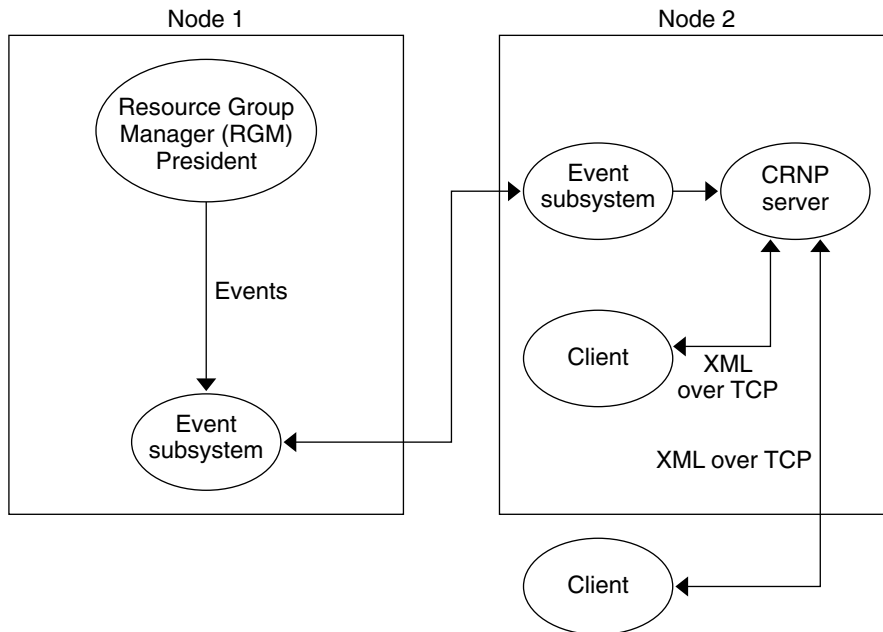 Node 1
Node 2
Resource Group
Manager (RGM)
President
Events
Event
subsystem
Event
subsystem
CRNP
server
Client
XML
over TCP
XML over TCP
Client